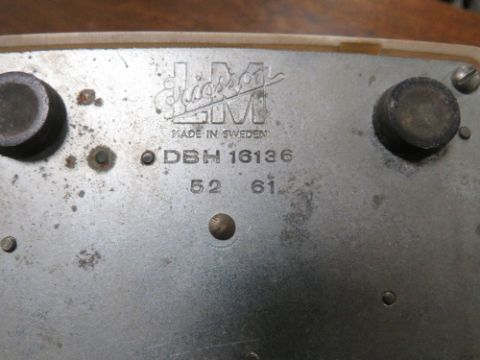 LM Ericsson
MADE IN SWEDEN
DBH 16136
52 61